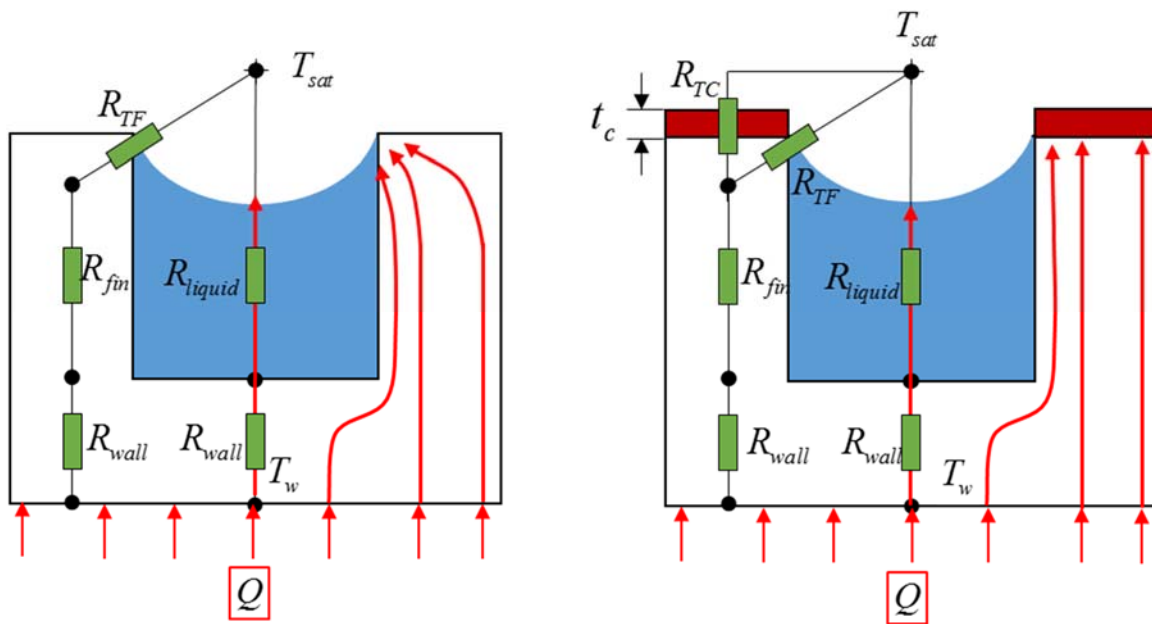 T_sat
R_TF
R_fin
R_liquid
R_wall
R_wall
T_w
Q
T_sat
R_TC
t_c
R_TF
R_fin
R_liquid
R_wall
R_wall
T_w
Q